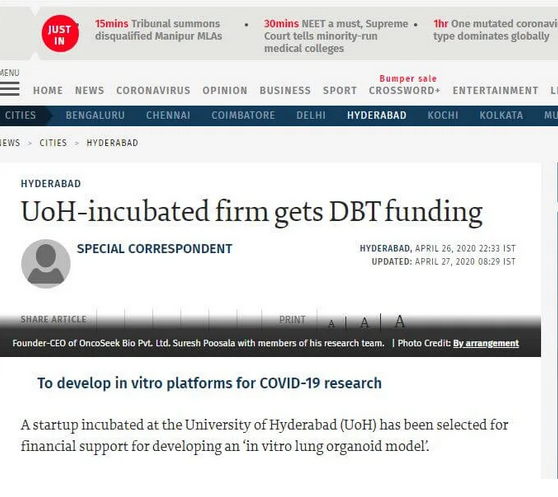 JUST IN
15mins Tribunal summons disqualified Manipur MLAs
30mins NEET a must, Supreme Court tells minority-run medical colleges
1hr One mutated coronavi
type dominates globally
MENU
Bumper sale
HOME NEWS CORONAVIRUS OPINION BUSINESS SPORT CROSSWORD+ ENTERTAINMENT
CITIES BENGALURU CHENNAI COIMBATORE DELHI HYDERABAD KOCHI KOLKATA MU
NEWS > CITIES > HYDERABAD
HYDERABAD
UoH-incubated firm gets DBT funding
SPECIAL CORRESPONDENT
HYDERABAD, APRIL 26, 2020 22:33 IST
UPDATED: APRIL 27, 2020 08:29 IST
SHARE ARTICLE PRINT A A A
Founder-CEO of OncoSeek Bio Pvt. Ltd. Suresh Poosala with members of his research team. | Photo Credit: By arrangement
To develop in vitro platforms for COVID-19 research
A startup incubated at the University of Hyderabad (UoH) has been selected for
financial support for developing an ‘in vitro lung organoid model’.